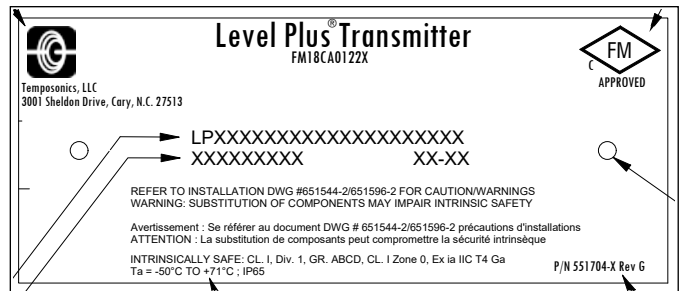 Level Plus® Transmitter
FM18CA0122X
FM
C
APPROVED
Temposonics, LLC
3001 Sheldon Drive, Cary, N.C. 27513
LPXXXXXXXXXXXXXXXXXXXX
XXXXXXXXX XX-XX
REFER TO INSTALLATION DWG #651544-2/651596-2 FOR CAUTION/WARNINGS
WARNING: SUBSTITUTION OF COMPONENTS MAY IMPAIR INTRINSIC SAFETY
Avertissement : Se référer au document DWG # 651544-2/651596-2 précautions d'installations
ATTENTION : La substitution de composants peut compromettre la sécurité intrinsèque
INTRINSICALLY SAFE: CL. I, Div. 1, GR. ABCD, CL. I Zone 0, Ex ia IIC T4 Ga
Ta = -50°C TO +71°C ; IP65
P/N 551704-X Rev G